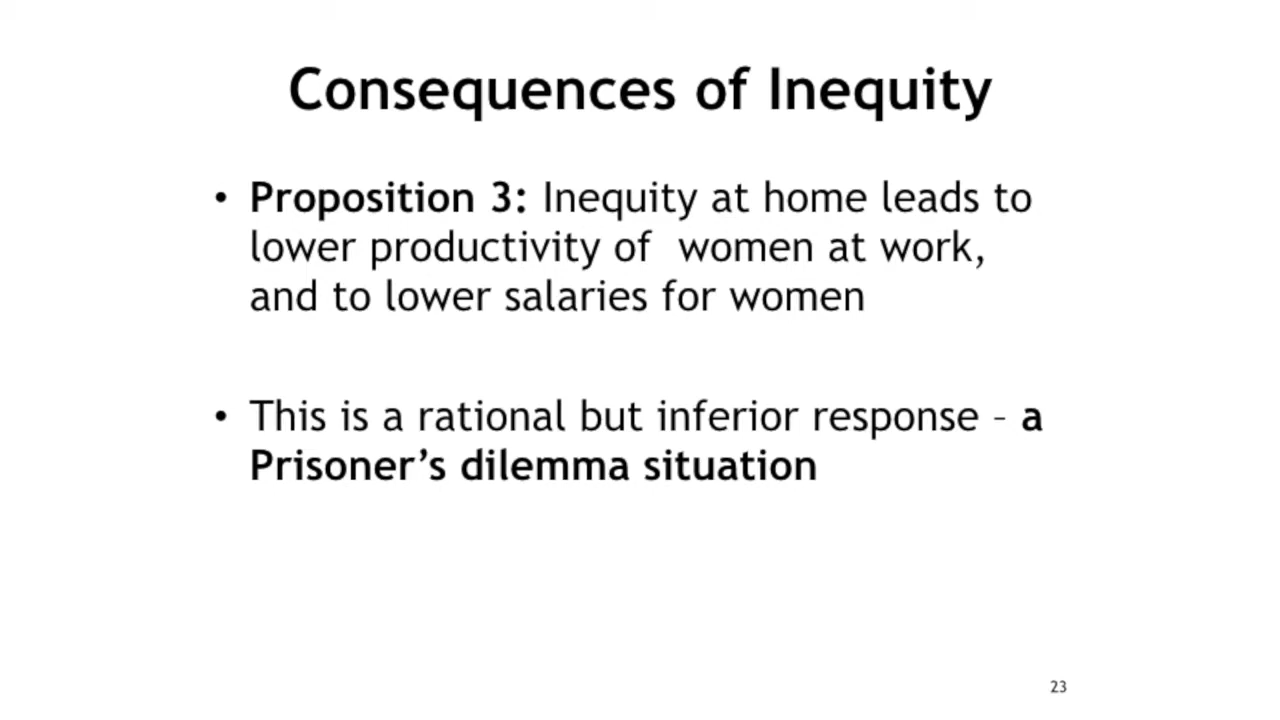 Consequences of Inequity
• Proposition 3: Inequity at home leads to
lower productivity of  women at work,
and to lower salaries for women
• This is a rational but inferior response – a
Prisoner’s dilemma situation
23